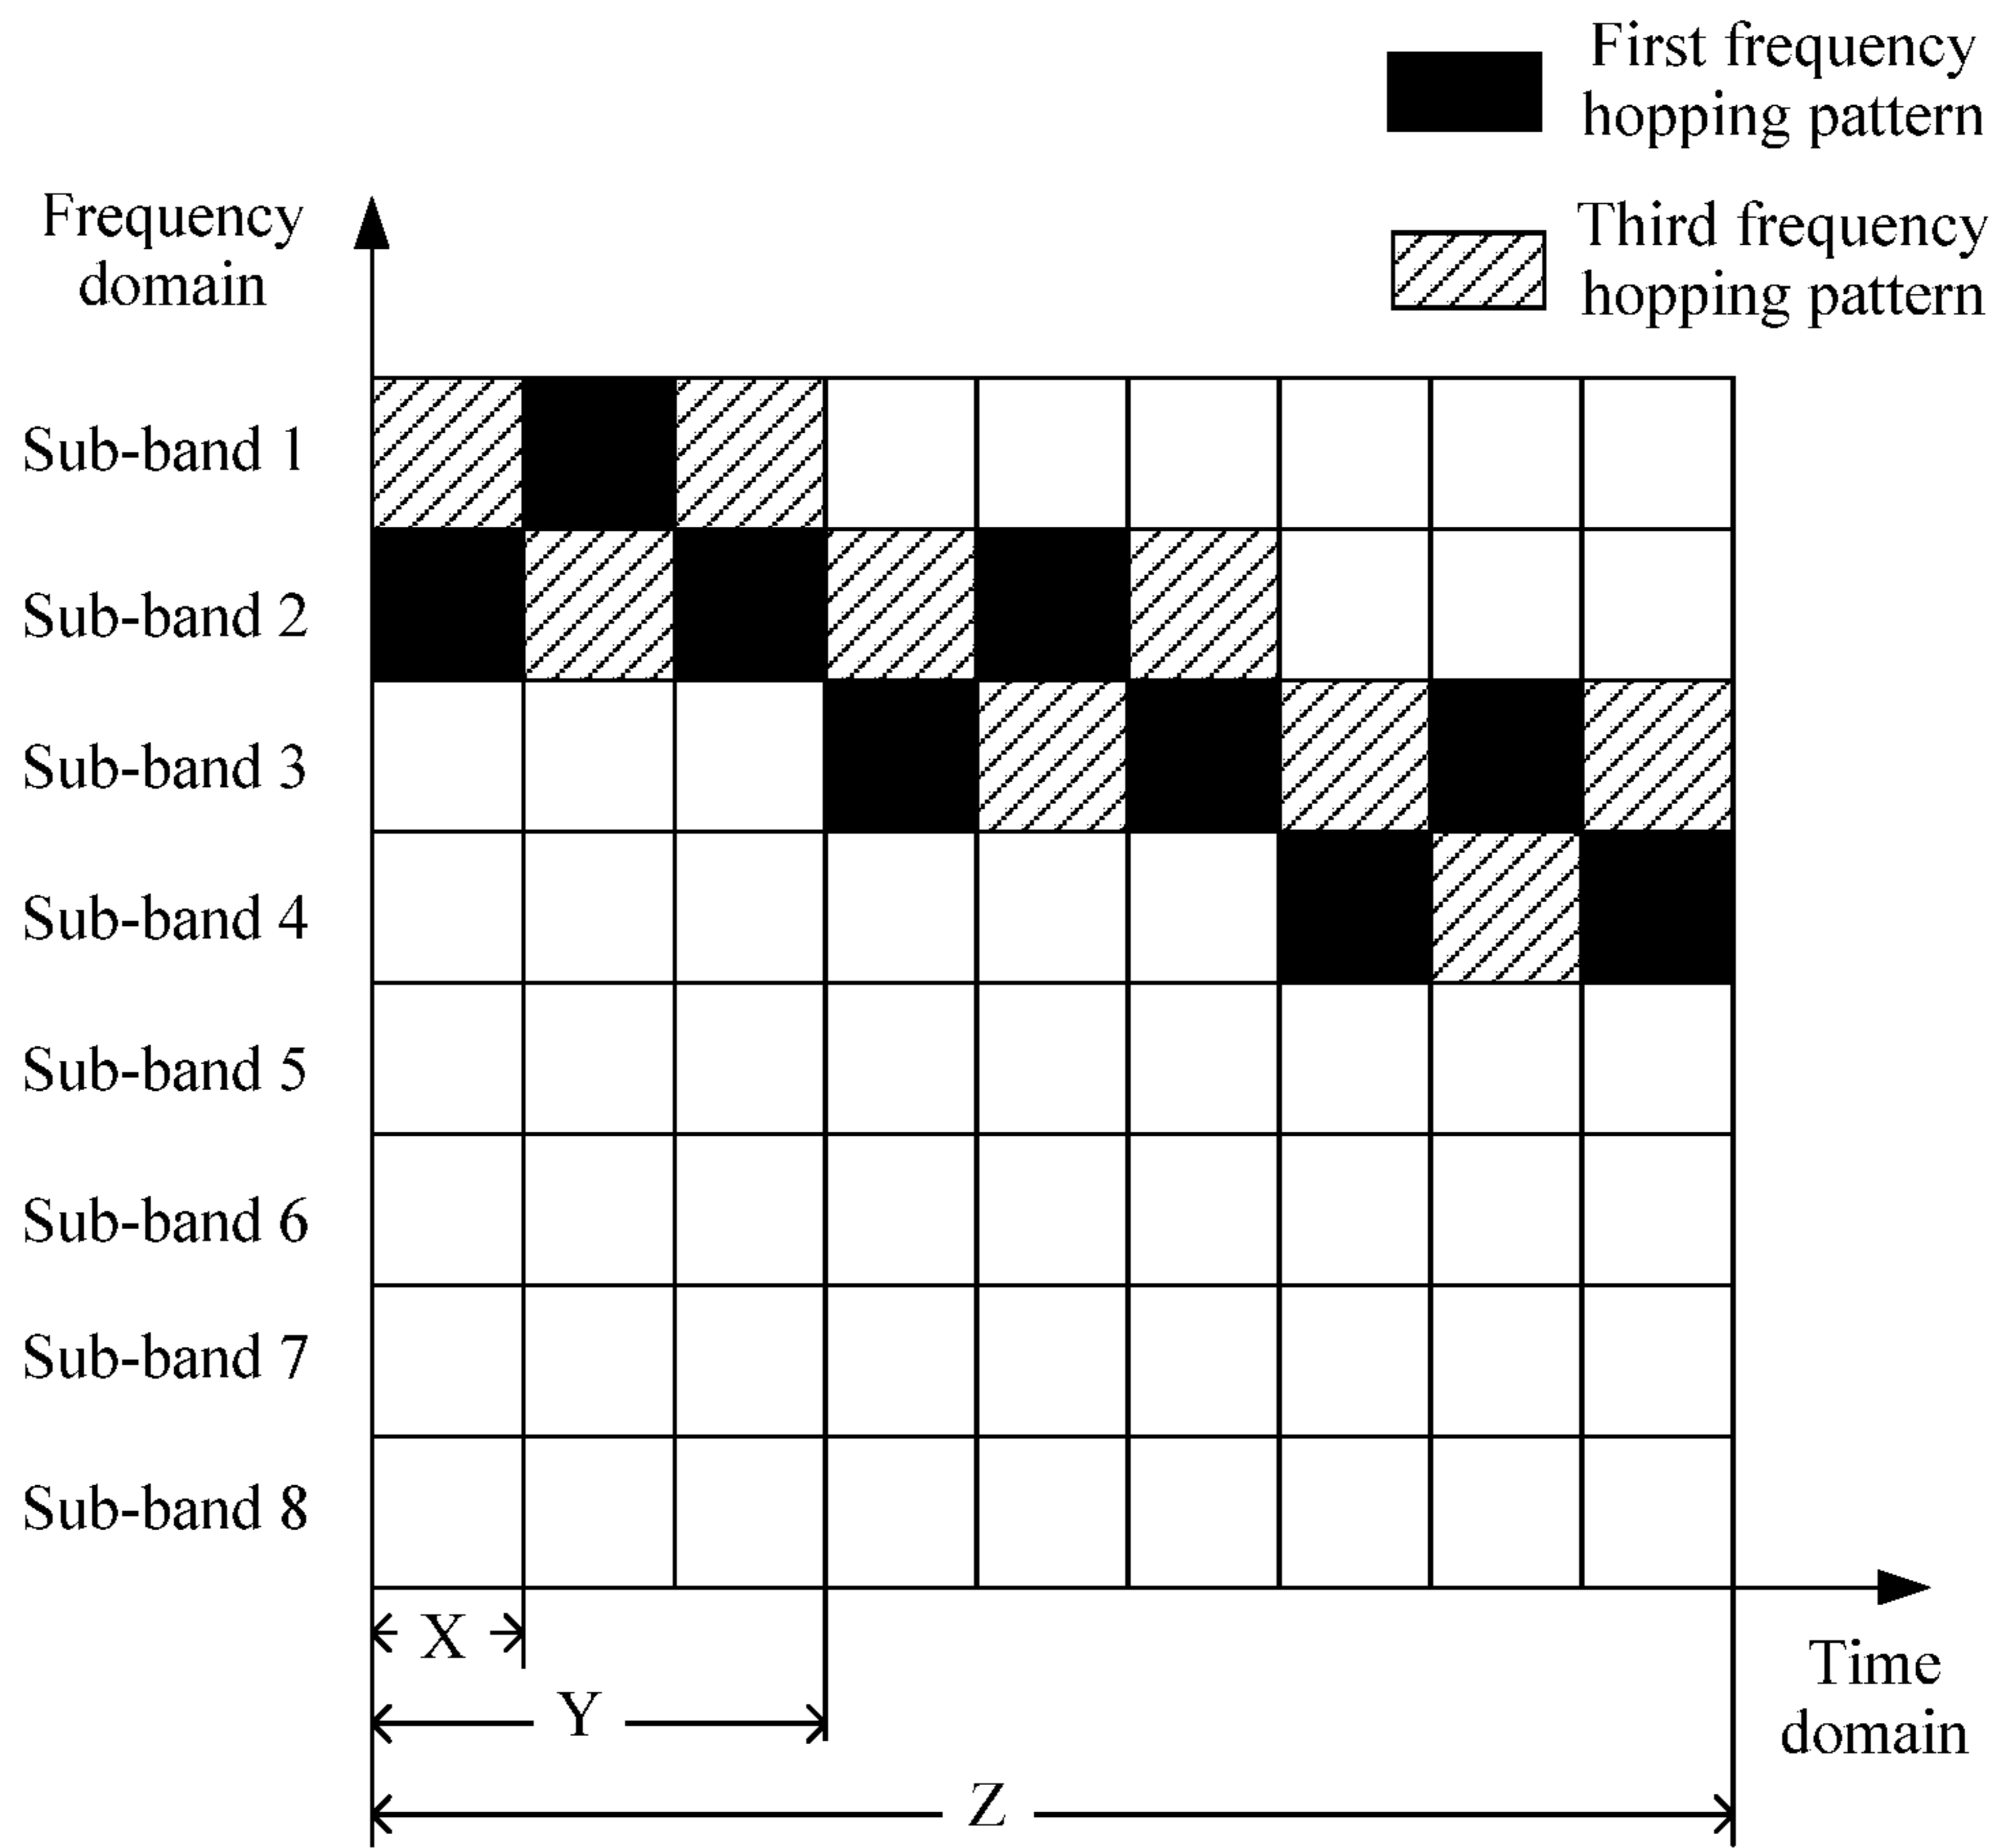 First frequency
hopping pattern
Third frequency
hopping pattern
Frequency
domain
Sub-band 1
Sub-band 2
Sub-band 3
Sub-band 4
Sub-band 5
Sub-band 6
Sub-band 7
Sub-band 8
X
Y
Z
Time
domain